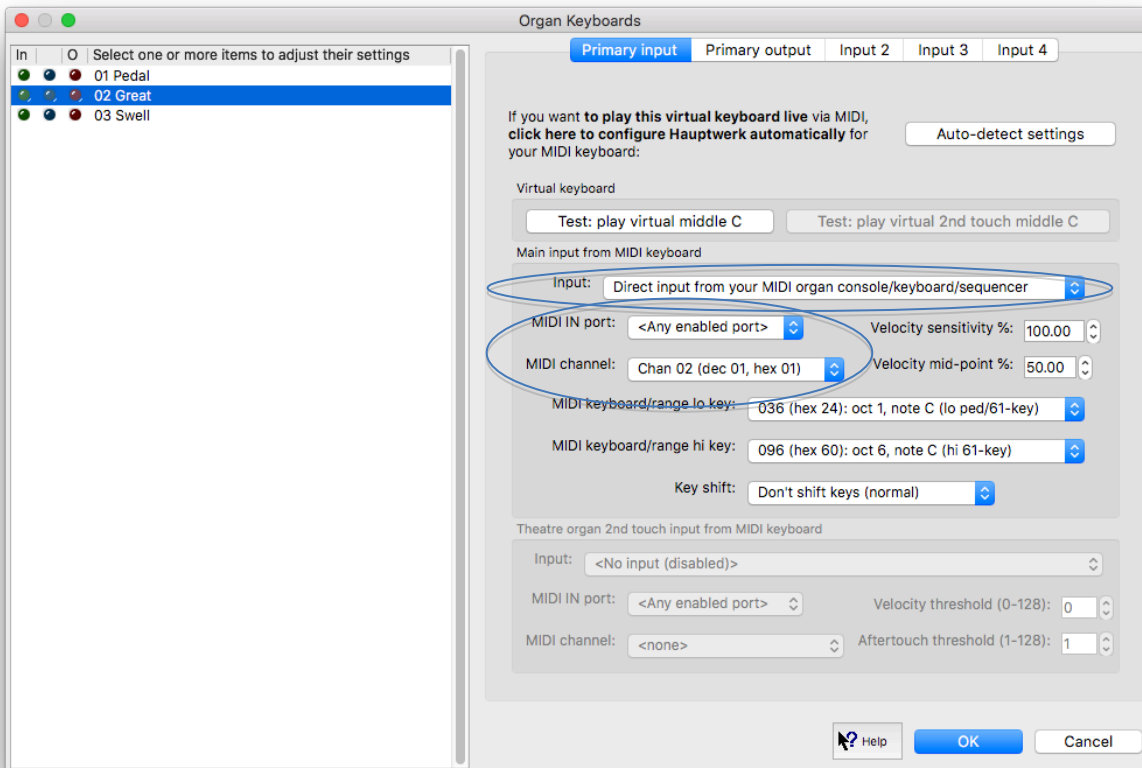 Organ Keyboards
In O Select one or more items to adjust their settings
01 Pedal
02 Great
03 Swell
Primary input Primary output Input 2 Input 3 Input 4
If you want to play this virtual keyboard live via MIDI,
click here to configure Hauptwerk automatically for
your MIDI keyboard:
Auto-detect settings
Virtual keyboard
Test: play virtual middle C Test: play virtual 2nd touch middle C
Main input from MIDI keyboard
Input: Direct input from your MIDI organ console/keyboard/sequencer
MIDI IN port: <Any enabled port> Velocity sensitivity %: 100.00
MIDI channel: Chan 02 (dec 01, hex 01) Velocity mid-point %: 50.00
MIDI keyboard/range lo key: 036 (hex 24): oct 1, note C (lo ped/61-key)
MIDI keyboard/range hi key: 096 (hex 60): oct 6, note C (hi 61-key)
Key shift: Don't shift keys (normal)
Theatre organ 2nd touch input from MIDI keyboard
Input: <No input (disabled)>
MIDI IN port: <Any enabled port> Velocity threshold (0-128): 0
MIDI channel: <none> Aftertouch threshold (1-128): 1
? Help OK Cancel